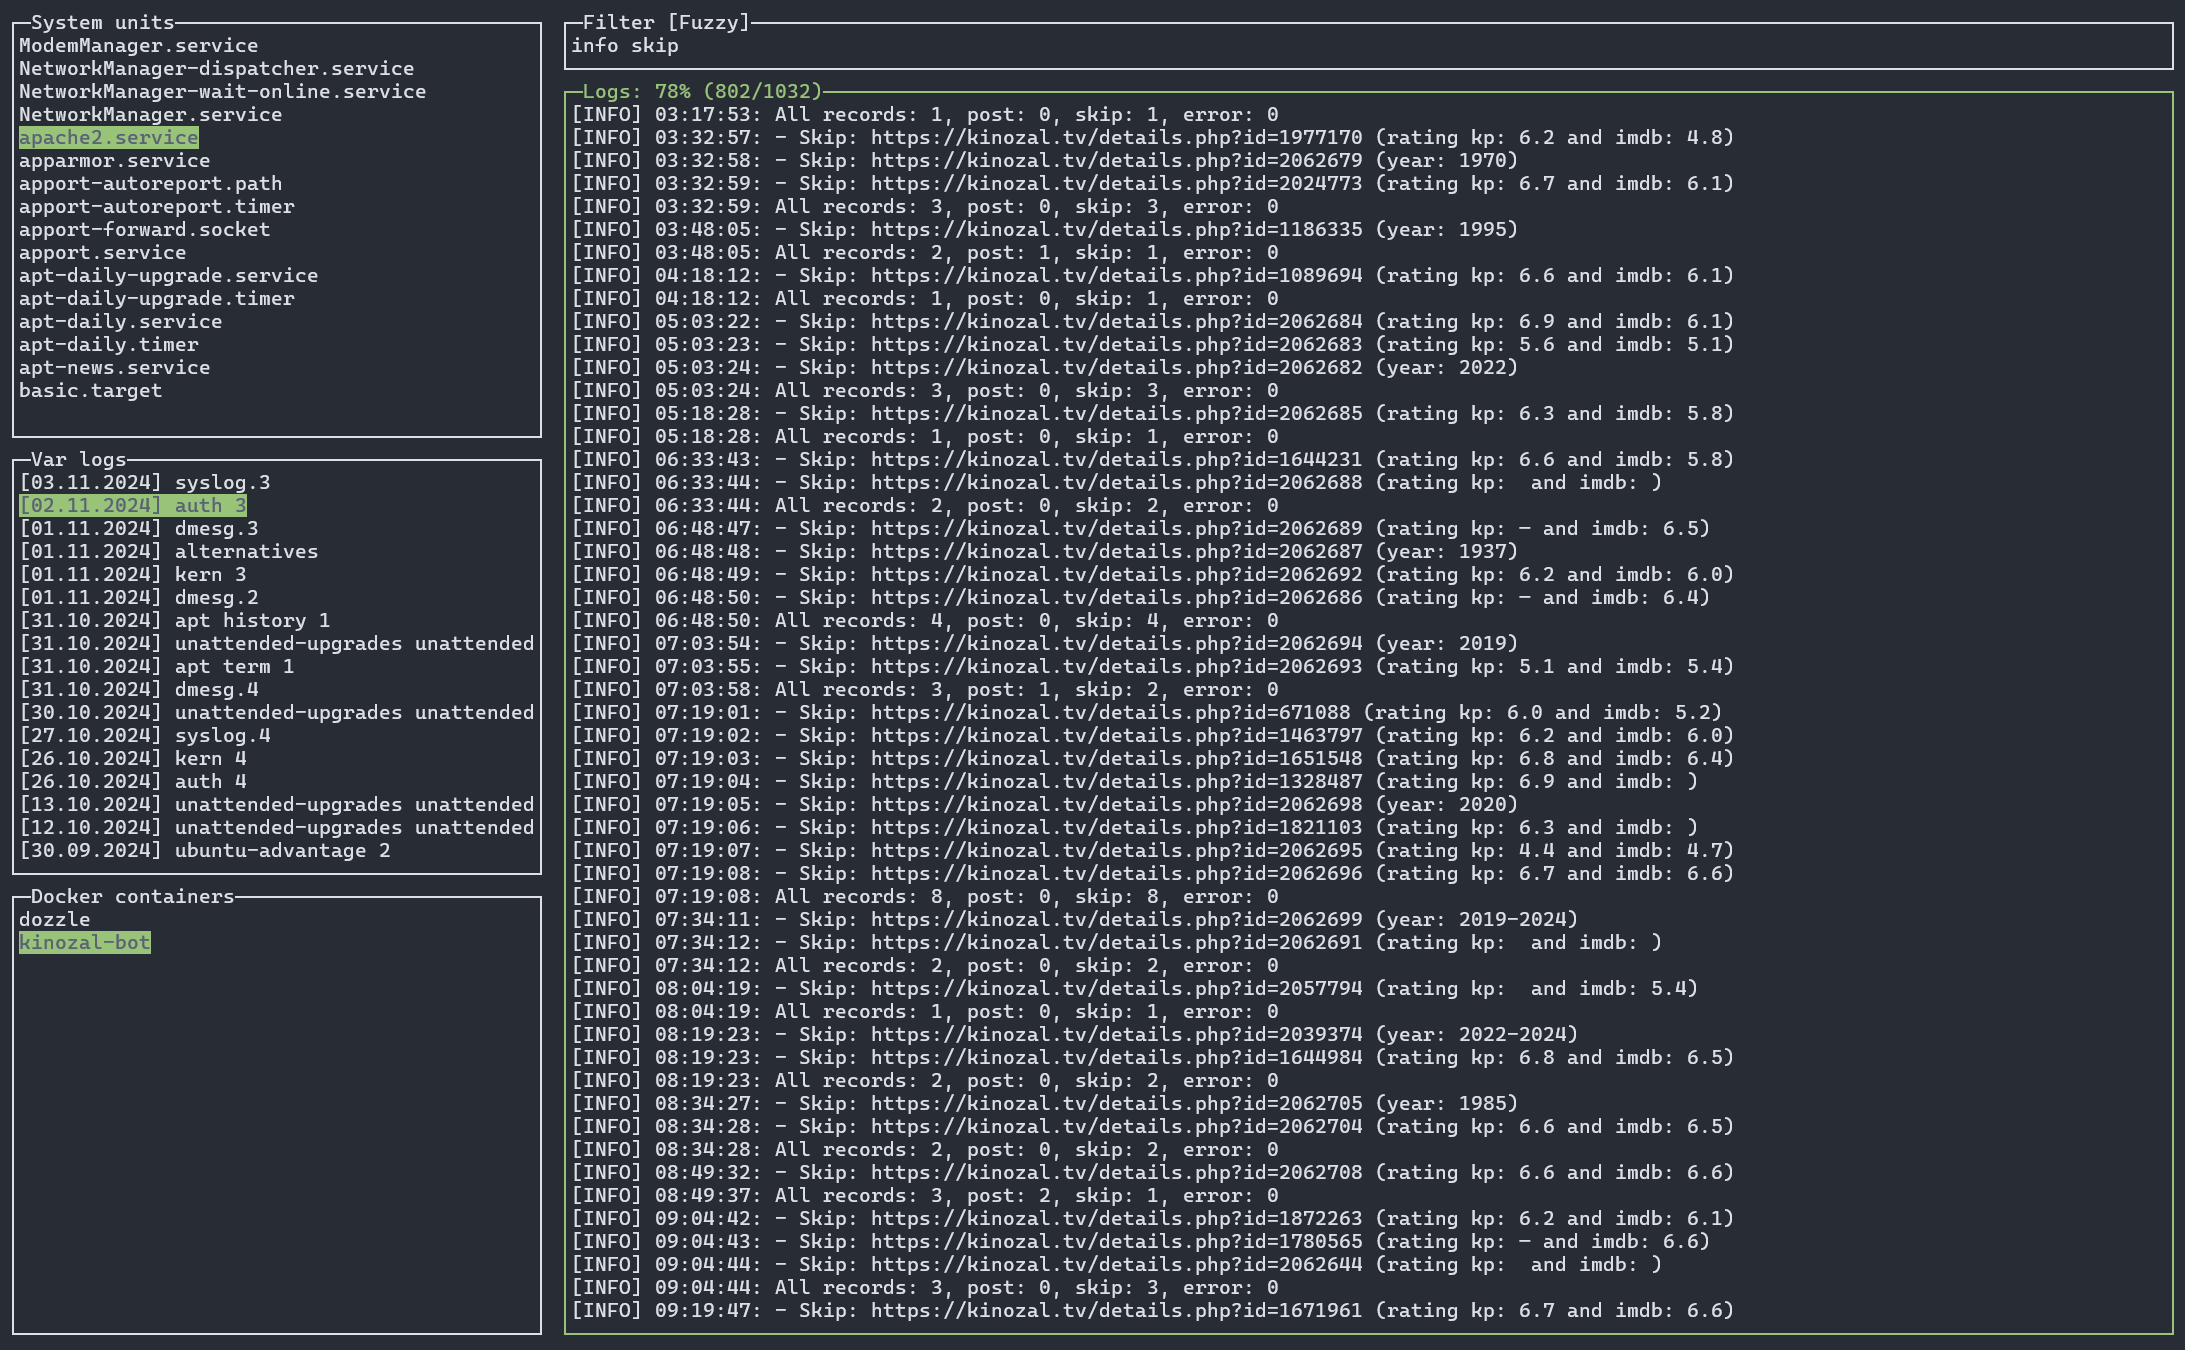 System units
ModemManager.service
NetworkManager-dispatcher.service
NetworkManager-wait-online.service
NetworkManager.service
apache2.service
apparmor.service
apport-autoreport.path
apport-autoreport.timer
apport-forward.socket
apport.service
apt-daily-upgrade.service
apt-daily-upgrade.timer
apt-daily.service
apt-daily.timer
apt-news.service
basic.target
Var logs
[03.11.2024] syslog.3
[02.11.2024] auth 3
[01.11.2024] dmesg.3
[01.11.2024] alternatives
[01.11.2024] kern 3
[01.11.2024] dmesg.2
[31.10.2024] apt history 1
[31.10.2024] unattended-upgrades unattended
[31.10.2024] apt term 1
[31.10.2024] dmesg.4
[30.10.2024] unattended-upgrades unattended
[27.10.2024] syslog.4
[26.10.2024] kern 4
[26.10.2024] auth 4
[13.10.2024] unattended-upgrades unattended
[12.10.2024] unattended-upgrades unattended
[30.09.2024] ubuntu-advantage 2
Docker containers
dozzle
kinozal-bot
Filter [Fuzzy]
info skip
Logs: 78% (802/1032)
[INFO] 03:17:53: All records: 1, post: 0, skip: 1, error: 0
[INFO] 03:32:57: - Skip: https://kinozal.tv/details.php?id=1977170 (rating kp: 6.2 and imdb: 4.8)
[INFO] 03:32:58: - Skip: https://kinozal.tv/details.php?id=2062679 (year: 1970)
[INFO] 03:32:59: - Skip: https://kinozal.tv/details.php?id=2024773 (rating kp: 6.7 and imdb: 6.1)
[INFO] 03:32:59: All records: 3, post: 0, skip: 3, error: 0
[INFO] 03:48:05: - Skip: https://kinozal.tv/details.php?id=1186335 (year: 1995)
[INFO] 03:48:05: All records: 2, post: 1, skip: 1, error: 0
[INFO] 04:18:12: - Skip: https://kinozal.tv/details.php?id=1089694 (rating kp: 6.6 and imdb: 6.1)
[INFO] 04:18:12: All records: 1, post: 0, skip: 1, error: 0
[INFO] 05:03:22: - Skip: https://kinozal.tv/details.php?id=2062684 (rating kp: 6.9 and imdb: 6.1)
[INFO] 05:03:23: - Skip: https://kinozal.tv/details.php?id=2062683 (rating kp: 5.6 and imdb: 5.1)
[INFO] 05:03:24: - Skip: https://kinozal.tv/details.php?id=2062682 (year: 2022)
[INFO] 05:03:24: All records: 3, post: 0, skip: 3, error: 0
[INFO] 05:18:28: - Skip: https://kinozal.tv/details.php?id=2062685 (rating kp: 6.3 and imdb: 5.8)
[INFO] 05:18:28: All records: 1, post: 0, skip: 1, error: 0
[INFO] 06:33:43: - Skip: https://kinozal.tv/details.php?id=1644231 (rating kp: 6.6 and imdb: 5.8)
[INFO] 06:33:44: - Skip: https://kinozal.tv/details.php?id=2062688 (rating kp:  and imdb: )
[INFO] 06:33:44: All records: 2, post: 0, skip: 2, error: 0
[INFO] 06:48:47: - Skip: https://kinozal.tv/details.php?id=2062689 (rating kp: — and imdb: 6.5)
[INFO] 06:48:48: - Skip: https://kinozal.tv/details.php?id=2062687 (year: 1937)
[INFO] 06:48:49: - Skip: https://kinozal.tv/details.php?id=2062692 (rating kp: 6.2 and imdb: 6.0)
[INFO] 06:48:50: - Skip: https://kinozal.tv/details.php?id=2062686 (rating kp: — and imdb: 6.4)
[INFO] 06:48:50: All records: 4, post: 0, skip: 4, error: 0
[INFO] 07:03:54: - Skip: https://kinozal.tv/details.php?id=2062694 (year: 2019)
[INFO] 07:03:55: - Skip: https://kinozal.tv/details.php?id=2062693 (rating kp: 5.1 and imdb: 5.4)
[INFO] 07:03:58: All records: 3, post: 1, skip: 2, error: 0
[INFO] 07:19:01: - Skip: https://kinozal.tv/details.php?id=671088 (rating kp: 6.0 and imdb: 5.2)
[INFO] 07:19:02: - Skip: https://kinozal.tv/details.php?id=1463797 (rating kp: 6.2 and imdb: 6.0)
[INFO] 07:19:03: - Skip: https://kinozal.tv/details.php?id=1651548 (rating kp: 6.8 and imdb: 6.4)
[INFO] 07:19:04: - Skip: https://kinozal.tv/details.php?id=1328487 (rating kp: 6.9 and imdb: )
[INFO] 07:19:05: - Skip: https://kinozal.tv/details.php?id=2062698 (year: 2020)
[INFO] 07:19:06: - Skip: https://kinozal.tv/details.php?id=1821103 (rating kp: 6.3 and imdb: )
[INFO] 07:19:07: - Skip: https://kinozal.tv/details.php?id=2062695 (rating kp: 4.4 and imdb: 4.7)
[INFO] 07:19:08: - Skip: https://kinozal.tv/details.php?id=2062696 (rating kp: 6.7 and imdb: 6.6)
[INFO] 07:19:08: All records: 8, post: 0, skip: 8, error: 0
[INFO] 07:34:11: - Skip: https://kinozal.tv/details.php?id=2062699 (year: 2019-2024)
[INFO] 07:34:12: - Skip: https://kinozal.tv/details.php?id=2062691 (rating kp:  and imdb: )
[INFO] 07:34:12: All records: 2, post: 0, skip: 2, error: 0
[INFO] 08:04:19: - Skip: https://kinozal.tv/details.php?id=2057794 (rating kp:  and imdb: 5.4)
[INFO] 08:04:19: All records: 1, post: 0, skip: 1, error: 0
[INFO] 08:19:23: - Skip: https://kinozal.tv/details.php?id=2039374 (year: 2022-2024)
[INFO] 08:19:23: - Skip: https://kinozal.tv/details.php?id=1644984 (rating kp: 6.8 and imdb: 6.5)
[INFO] 08:19:23: All records: 2, post: 0, skip: 2, error: 0
[INFO] 08:34:27: - Skip: https://kinozal.tv/details.php?id=2062705 (year: 1985)
[INFO] 08:34:28: - Skip: https://kinozal.tv/details.php?id=2062704 (rating kp: 6.6 and imdb: 6.5)
[INFO] 08:34:28: All records: 2, post: 0, skip: 2, error: 0
[INFO] 08:49:32: - Skip: https://kinozal.tv/details.php?id=2062708 (rating kp: 6.6 and imdb: 6.6)
[INFO] 08:49:37: All records: 3, post: 2, skip: 1, error: 0
[INFO] 09:04:42: - Skip: https://kinozal.tv/details.php?id=1872263 (rating kp: 6.2 and imdb: 6.1)
[INFO] 09:04:43: - Skip: https://kinozal.tv/details.php?id=1780565 (rating kp: — and imdb: 6.6)
[INFO] 09:04:44: - Skip: https://kinozal.tv/details.php?id=2062644 (rating kp:  and imdb: )
[INFO] 09:04:44: All records: 3, post: 0, skip: 3, error: 0
[INFO] 09:19:47: - Skip: https://kinozal.tv/details.php?id=1671961 (rating kp: 6.7 and imdb: 6.6)